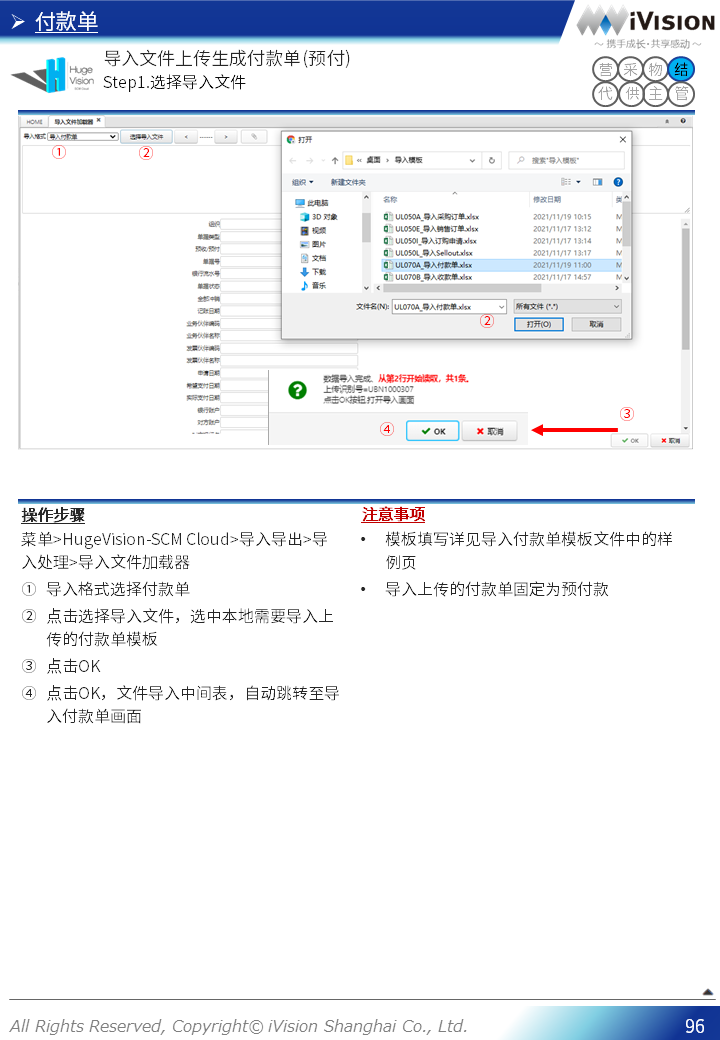 付款单
iVision
～ 携手成长·共享感动 ～
Huge
Vision
导入文件上传生成付款单(预付)
Step1.选择导入文件
营 采 物 结
代 供 主 管
HOME 导入文件加载器
导入格式 导入付款单 选择导入文件 < ------ >
① ②
打开
« 桌面 › 导入模板 搜索"导入模板"
组织 新建文件夹
此电脑
3D 对象
视频
图片
文档
下载
音乐
名称 修改日期 类
UL050A_导入采购订单.xlsx 2021/11/19 10:15 M
UL050E_导入销售订单.xlsx 2021/11/17 13:12 M
UL050I_导入订购申请.xlsx 2021/11/17 13:14 M
UL050L_导入Sellout.xlsx 2021/11/17 13:17 M
UL070A_导入付款单.xlsx 2021/11/19 11:00 M
UL070B_导入收款单.xlsx 2021/11/17 14:57 M
文件名(N): UL070A_导入付款单.xlsx 所有文件 (*.*)
②
打开(O) 取消
组织
单据类型
预收/预付
单据号
银行流水号
单据状态
金额冲销
记账日期
业务伙伴编码
业务伙伴名称
发票伙伴编码
发票伙伴名称
申请日期
希望支付日期
实际支付日期
银行账户
对方账户
数据导入完成。从第2行开始读取，共1条。
上传识别号=UBN1000307
点击OK按钮,打开导入画面
④ OK 取消
③
OK 取消
操作步骤
菜单>HugeVision-SCM Cloud>导入导出>导
入处理>导入文件加载器
① 导入格式选择付款单
② 点击选择导入文件，选中本地需要导入上
传的付款单模板
③ 点击OK
④ 点击OK，文件导入中间表，自动跳转至导
入付款单画面
注意事项
• 模板填写详见导入付款单模板文件中的样
例页
• 导入上传的付款单固定为预付款
All Rights Reserved, Copyright© iVision Shanghai Co., Ltd.
96